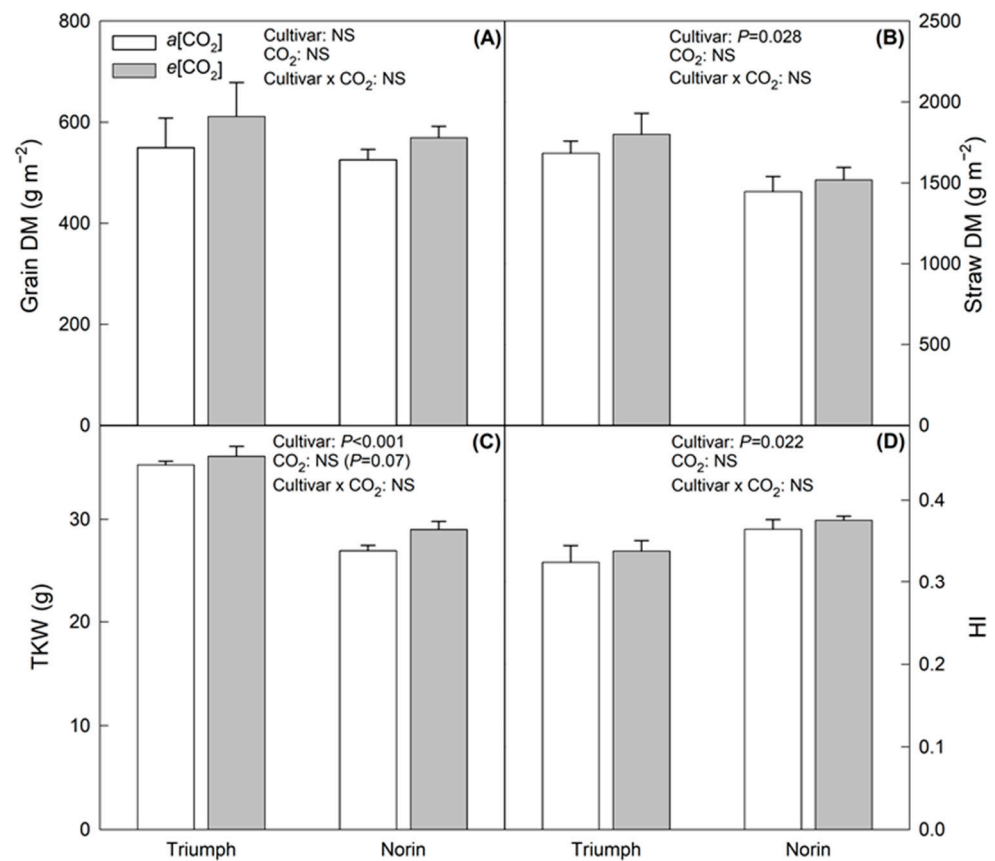 800
600
400
200
0
Grain DM (g m⁻²)
a[CO₂]
e[CO₂]
Cultivar: NS
CO₂: NS
Cultivar x CO₂: NS
(A)
Cultivar: P=0.028
CO₂: NS
Cultivar x CO₂: NS
(B)
2500
2000
1500
1000
500
0
Straw DM (g m⁻²)
30
20
10
0
TKW (g)
Cultivar: P<0.001
CO₂: NS (P=0.07)
Cultivar x CO₂: NS
(C)
Cultivar: P=0.022
CO₂: NS
Cultivar x CO₂: NS
(D)
0.4
0.3
0.2
0.1
0.0
HI
Triumph Norin Triumph Norin